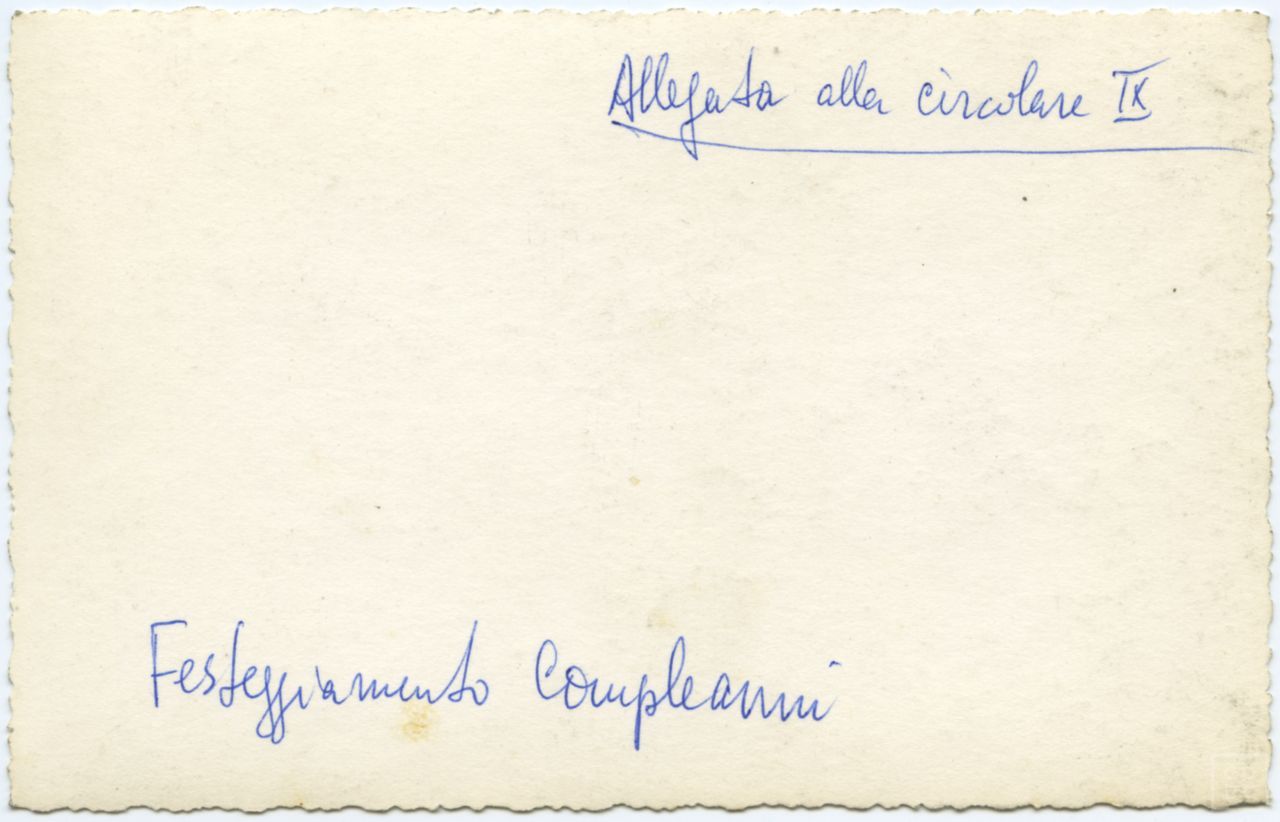 Allegata alla circolare IX
Festeggiamento Compleanni